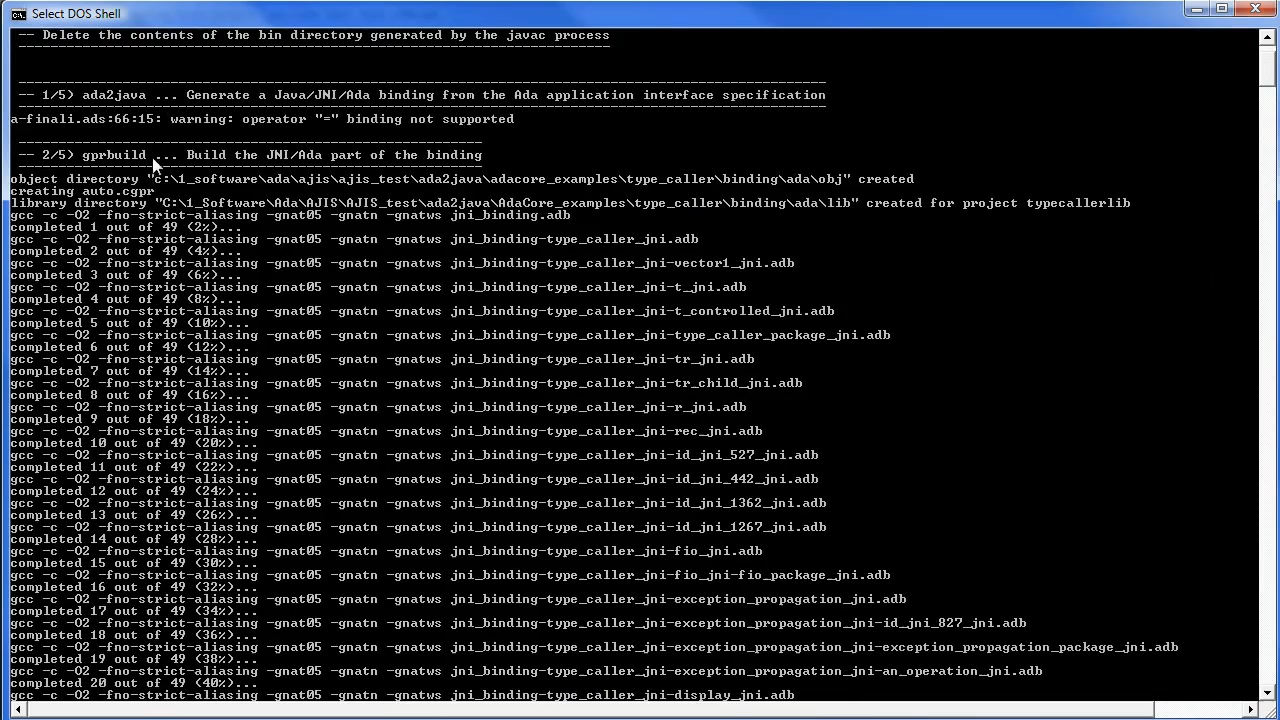 Select DOS Shell
-- Delete the contents of the bin directory generated by the javac process
--------------------------------------------------------------------------
-----------------------------------------------------------------------------------------------------
-- 1/5) ada2java ... Generate a Java/JNI/Ada binding from the Ada application interface specification
-----------------------------------------------------------------------------------------------------
a-finali.ads:66:15: warning: operator "=" binding not supported
----------------------------------------------------------
-- 2/5) gprbuild ... Build the JNI/Ada part of the binding
----------------------------------------------------------
object directory "c:\1_software\ada\ajis\ajis_test\ada2java\adacore_examples\type_caller\binding\ada\obj" created
creating auto.cgpr
library directory "C:\1_Software\Ada\AJIS\AJIS_test\ada2java\AdaCore_examples\type_caller\binding\ada\lib" created for project typecallerlib
gcc -c -O2 -fno-strict-aliasing -gnat05 -gnatn -gnatws jni_binding.adb
completed 1 out of 49 (2%)...
gcc -c -O2 -fno-strict-aliasing -gnat05 -gnatn -gnatws jni_binding-type_caller_jni.adb
completed 2 out of 49 (4%)...
gcc -c -O2 -fno-strict-aliasing -gnat05 -gnatn -gnatws jni_binding-type_caller_jni-vector1_jni.adb
completed 3 out of 49 (6%)...
gcc -c -O2 -fno-strict-aliasing -gnat05 -gnatn -gnatws jni_binding-type_caller_jni-t_jni.adb
completed 4 out of 49 (8%)...
gcc -c -O2 -fno-strict-aliasing -gnat05 -gnatn -gnatws jni_binding-type_caller_jni-t_controlled_jni.adb
completed 5 out of 49 (10%)...
gcc -c -O2 -fno-strict-aliasing -gnat05 -gnatn -gnatws jni_binding-type_caller_jni-type_caller_package_jni.adb
completed 6 out of 49 (12%)...
gcc -c -O2 -fno-strict-aliasing -gnat05 -gnatn -gnatws jni_binding-type_caller_jni-tr_jni.adb
completed 7 out of 49 (14%)...
gcc -c -O2 -fno-strict-aliasing -gnat05 -gnatn -gnatws jni_binding-type_caller_jni-tr_child_jni.adb
completed 8 out of 49 (16%)...
gcc -c -O2 -fno-strict-aliasing -gnat05 -gnatn -gnatws jni_binding-type_caller_jni-r_jni.adb
completed 9 out of 49 (18%)...
gcc -c -O2 -fno-strict-aliasing -gnat05 -gnatn -gnatws jni_binding-type_caller_jni-rec_jni.adb
completed 10 out of 49 (20%)...
gcc -c -O2 -fno-strict-aliasing -gnat05 -gnatn -gnatws jni_binding-type_caller_jni-id_jni_527_jni.adb
completed 11 out of 49 (22%)...
gcc -c -O2 -fno-strict-aliasing -gnat05 -gnatn -gnatws jni_binding-type_caller_jni-id_jni_442_jni.adb
completed 12 out of 49 (24%)...
gcc -c -O2 -fno-strict-aliasing -gnat05 -gnatn -gnatws jni_binding-type_caller_jni-id_jni_1362_jni.adb
completed 13 out of 49 (26%)...
gcc -c -O2 -fno-strict-aliasing -gnat05 -gnatn -gnatws jni_binding-type_caller_jni-id_jni_1267_jni.adb
completed 14 out of 49 (28%)...
gcc -c -O2 -fno-strict-aliasing -gnat05 -gnatn -gnatws jni_binding-type_caller_jni-fio_jni.adb
completed 15 out of 49 (30%)...
gcc -c -O2 -fno-strict-aliasing -gnat05 -gnatn -gnatws jni_binding-type_caller_jni-fio_jni-fio_package_jni.adb
completed 16 out of 49 (32%)...
gcc -c -O2 -fno-strict-aliasing -gnat05 -gnatn -gnatws jni_binding-type_caller_jni-exception_propagation_jni.adb
completed 17 out of 49 (34%)...
gcc -c -O2 -fno-strict-aliasing -gnat05 -gnatn -gnatws jni_binding-type_caller_jni-exception_propagation_jni-id_jni_827_jni.adb
completed 18 out of 49 (36%)...
gcc -c -O2 -fno-strict-aliasing -gnat05 -gnatn -gnatws jni_binding-type_caller_jni-exception_propagation_jni-exception_propagation_package_jni.adb
completed 19 out of 49 (38%)...
gcc -c -O2 -fno-strict-aliasing -gnat05 -gnatn -gnatws jni_binding-type_caller_jni-exception_propagation_jni-an_operation_jni.adb
completed 20 out of 49 (40%)...
gcc -c -O2 -fno-strict-aliasing -gnat05 -gnatn -gnatws jni_binding-type_caller_jni-display_jni.adb